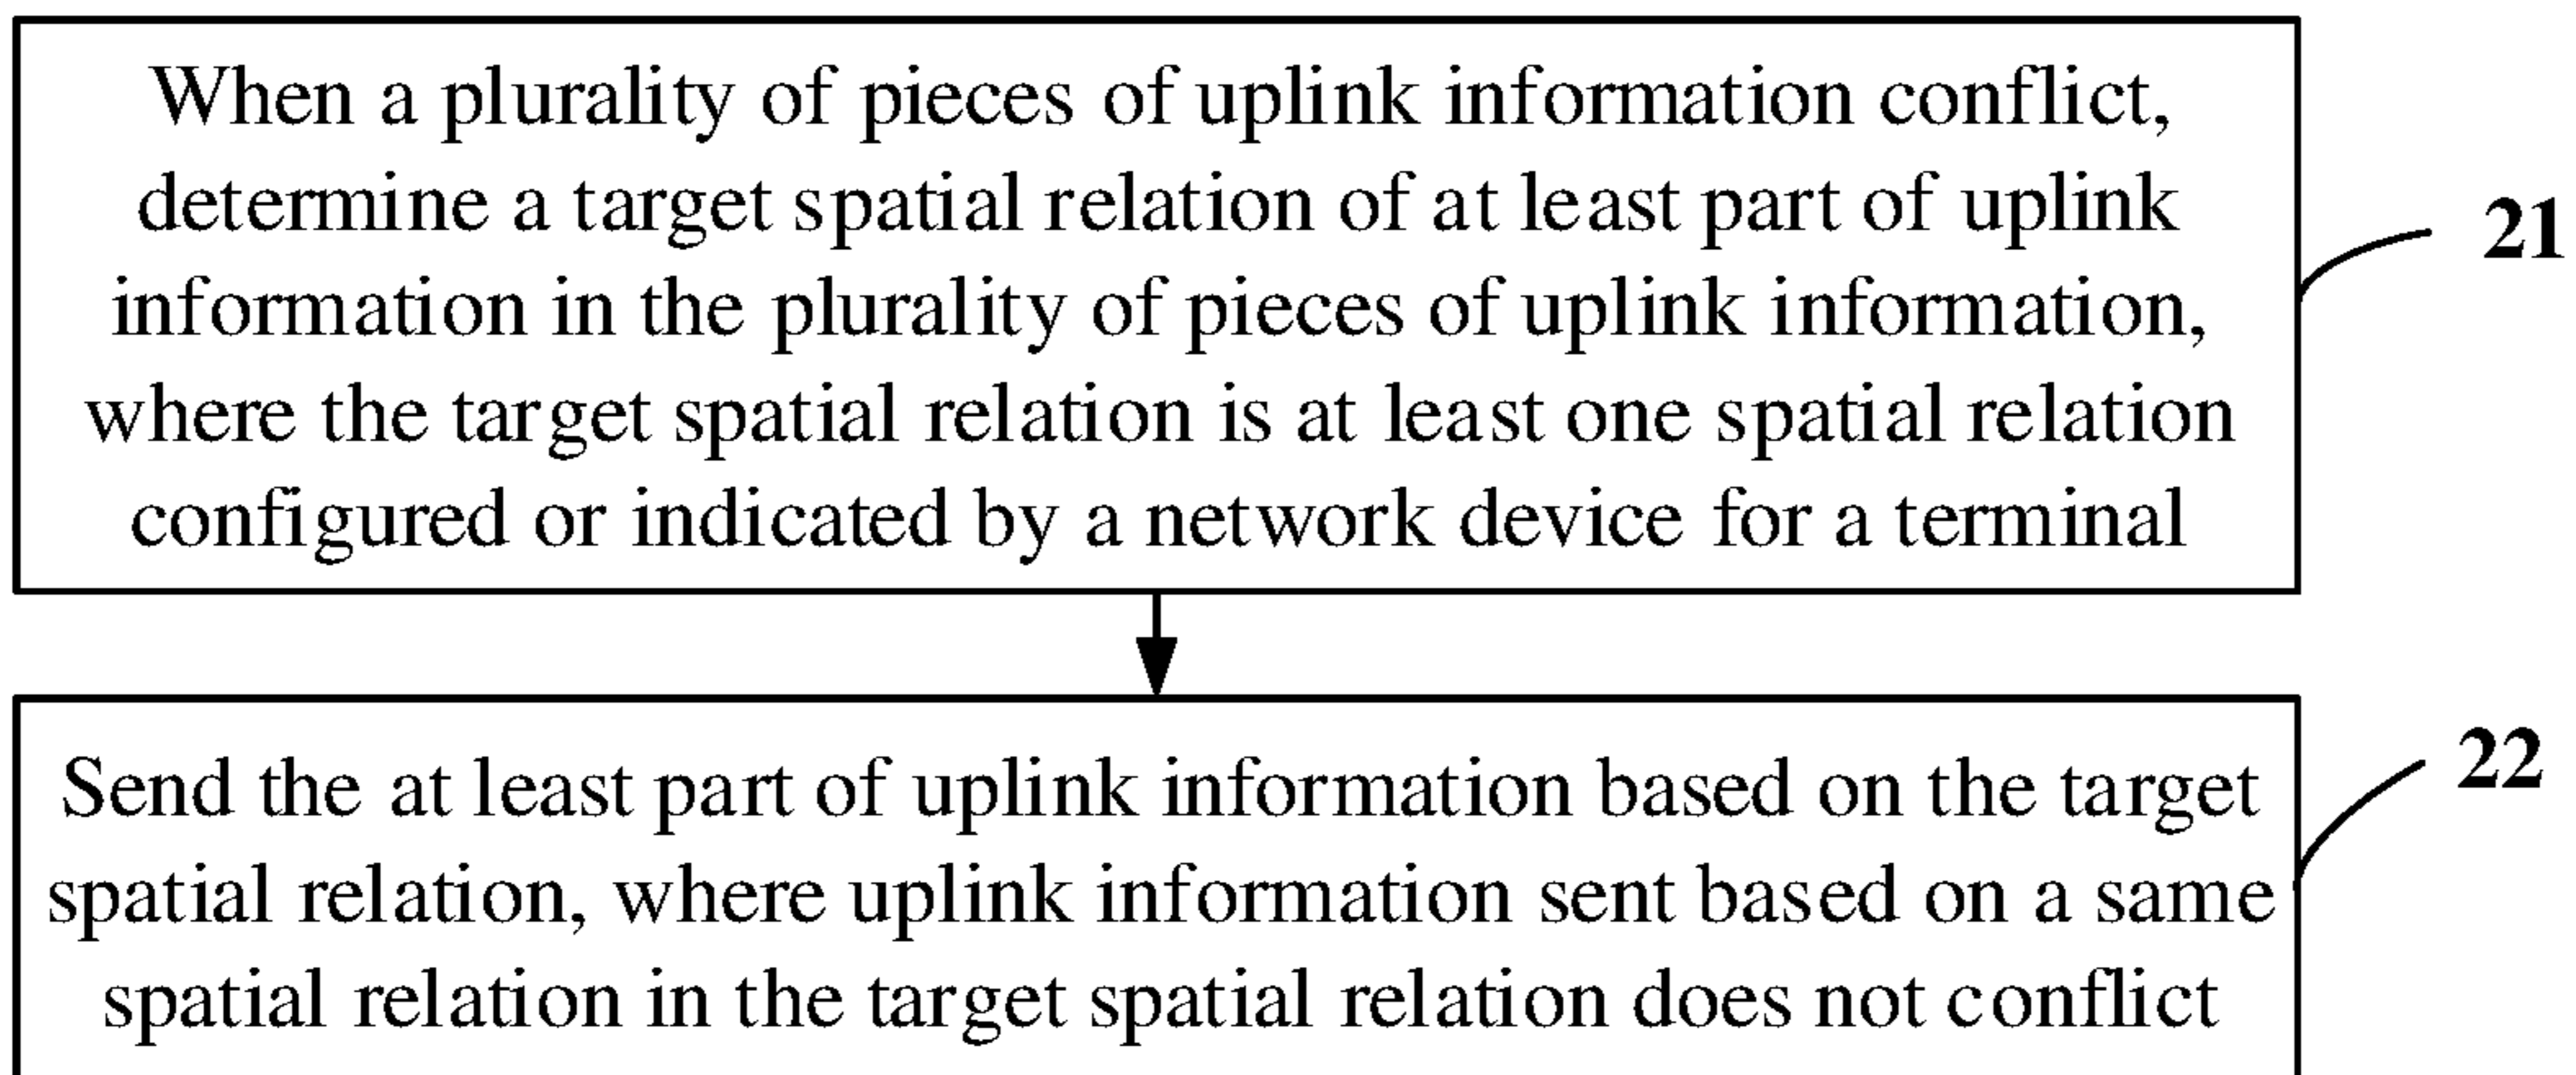 When a plurality of pieces of uplink information conflict,
determine a target spatial relation of at least part of uplink
information in the plurality of pieces of uplink information,
where the target spatial relation is at least one spatial relation
configured or indicated by a network device for a terminal
21
Send the at least part of uplink information based on the target
spatial relation, where uplink information sent based on a same
spatial relation in the target spatial relation does not conflict
22